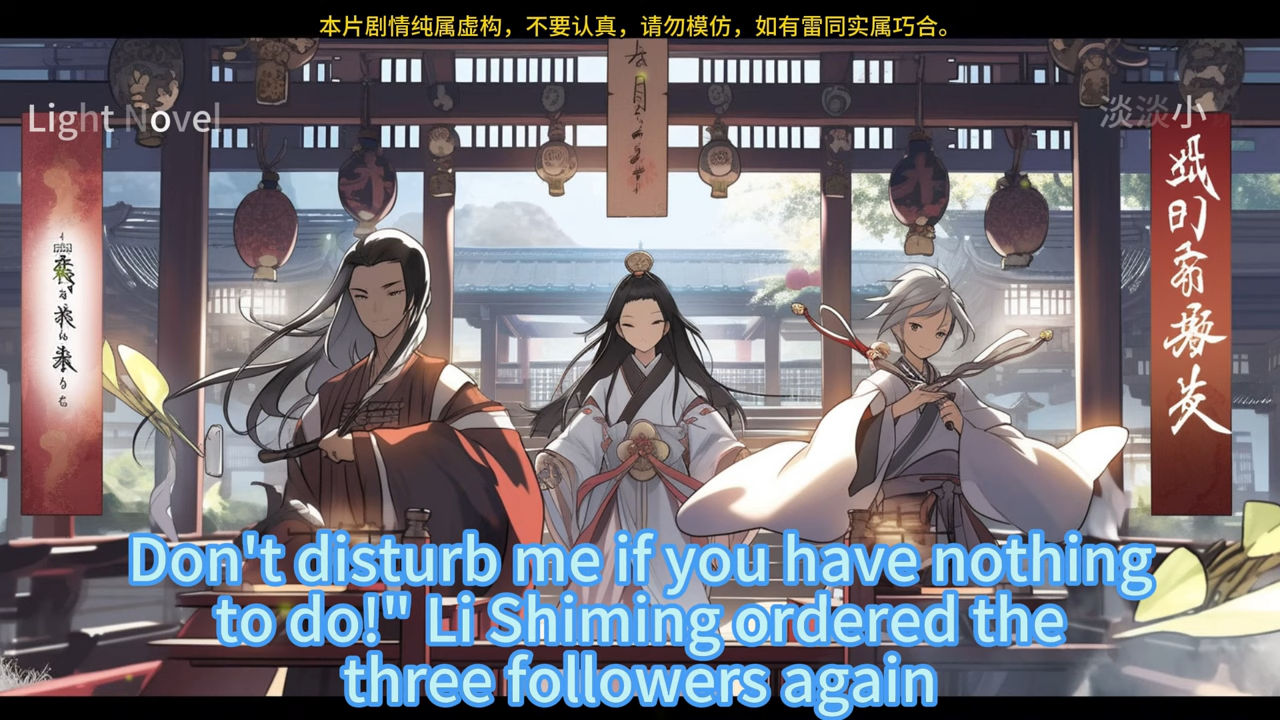 本片剧情纯属虚构，不要认真，请勿模仿，如有雷同实属巧合。
Light Novel
淡淡小
Don't disturb me if you have nothing
to do!" Li Shiming ordered the
three followers again